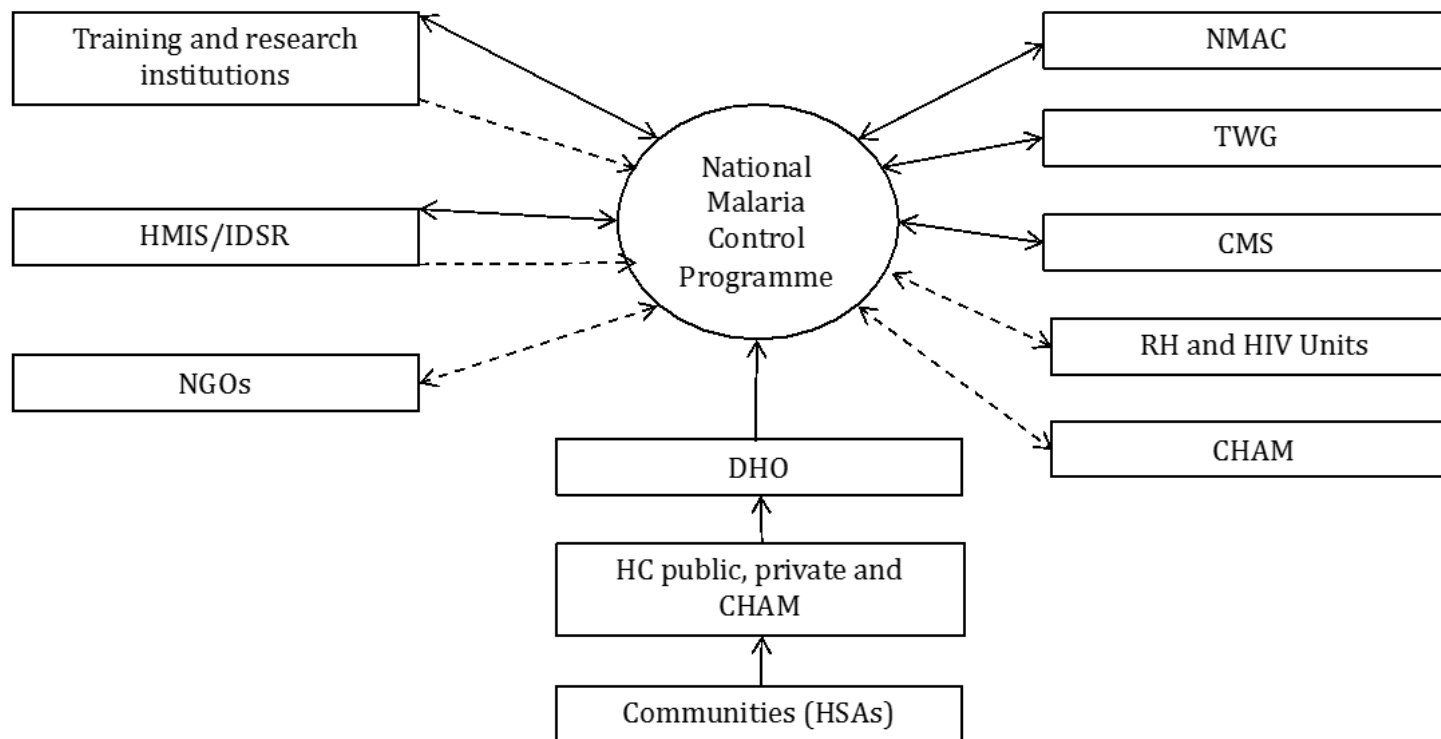 Training and research
institutions
HMIS/IDSR
NGOs
National
Malaria
Control
Programme
NMAC
TWG
CMS
RH and HIV Units
CHAM
DHO
HC public, private and
CHAM
Communities (HSAs)